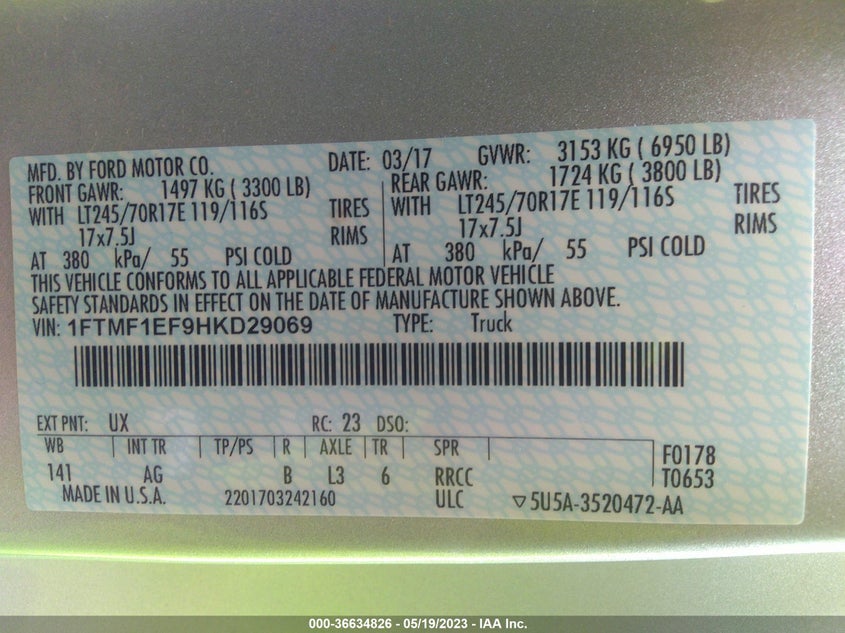 MFD. BY FORD MOTOR CO. DATE: 03/17 GVWR: 3153 KG ( 6950 LB)
FRONT GAWR: 1497 KG ( 3300 LB) REAR GAWR: 1724 KG ( 3800 LB)
WITH LT245/70R17E 119/116S TIRES WITH LT245/70R17E 119/116S TIRES
17x7.5J RIMS 17x7.5J RIMS
AT 380 kPa/ 55 PSI COLD AT 380 kPa/ 55 PSI COLD
THIS VEHICLE CONFORMS TO ALL APPLICABLE FEDERAL MOTOR VEHICLE
SAFETY STANDARDS IN EFFECT ON THE DATE OF MANUFACTURE SHOWN ABOVE.
VIN: 1FTMF1EF9HKD29069 TYPE: Truck
EXT PNT: UX RC: 23 DSO:
WB INT TR TP/PS R AXLE TR SPR F0178
141 AG B L3 6 RRCC T0653
MADE IN U.S.A. 2201703242160 ULC ▽5U5A-3520472-AA
000-36634826 - 05/19/2023 - IAA Inc.